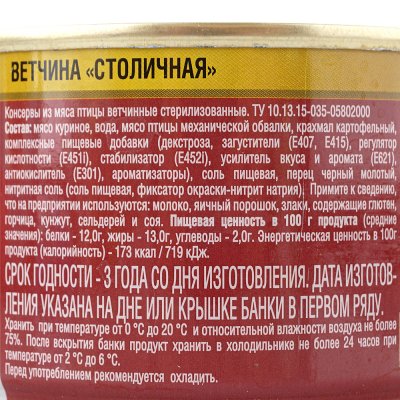 ВЕТЧИНА «СТОЛИЧНАЯ»
Консервы из мяса птицы ветчинные стерилизованные. ТУ 10.13.15-035-05802000
Состав: мясо куриное, вода, мясо птицы механической обвалки, крахмал картофельный,
комплексные пищевые добавки (декстроза, загустители (Е407, Е415), регулятор
кислотности (Е451i), стабилизатор (Е452i), усилитель вкуса и аромата (Е621),
антиокислитель (Е301), ароматизаторы), соль пищевая, перец черный молотый,
нитритная соль (соль пищевая, фиксатор окраски-нитрит натрия). Примите к сведению,
что на предприятии используются: молоко, яичный порошок, злаки, содержащие глютен,
горчица, кунжут, сельдерей и соя. Пищевая ценность в 100 г продукта (средние
значения): белки - 12,0г, жиры - 13,0г, углеводы - 2,0г. Энергетическая ценность в 100г
продукта (калорийность) - 173 ккал / 719 кДж.
СРОК ГОДНОСТИ - 3 ГОДА СО ДНЯ ИЗГОТОВЛЕНИЯ. ДАТА ИЗГОТОВ-
ЛЕНИЯ УКАЗАНА НА ДНЕ ИЛИ КРЫШКЕ БАНКИ В ПЕРВОМ РЯДУ.
Хранить при температуре от 0 °С до 20 °С и относительной влажности воздуха не более
75%. После вскрытия банки продукт хранить в холодильнике не более 24 часов при
температуре от 2°С до 6°С.
Перед употреблением рекомендуется охладить.